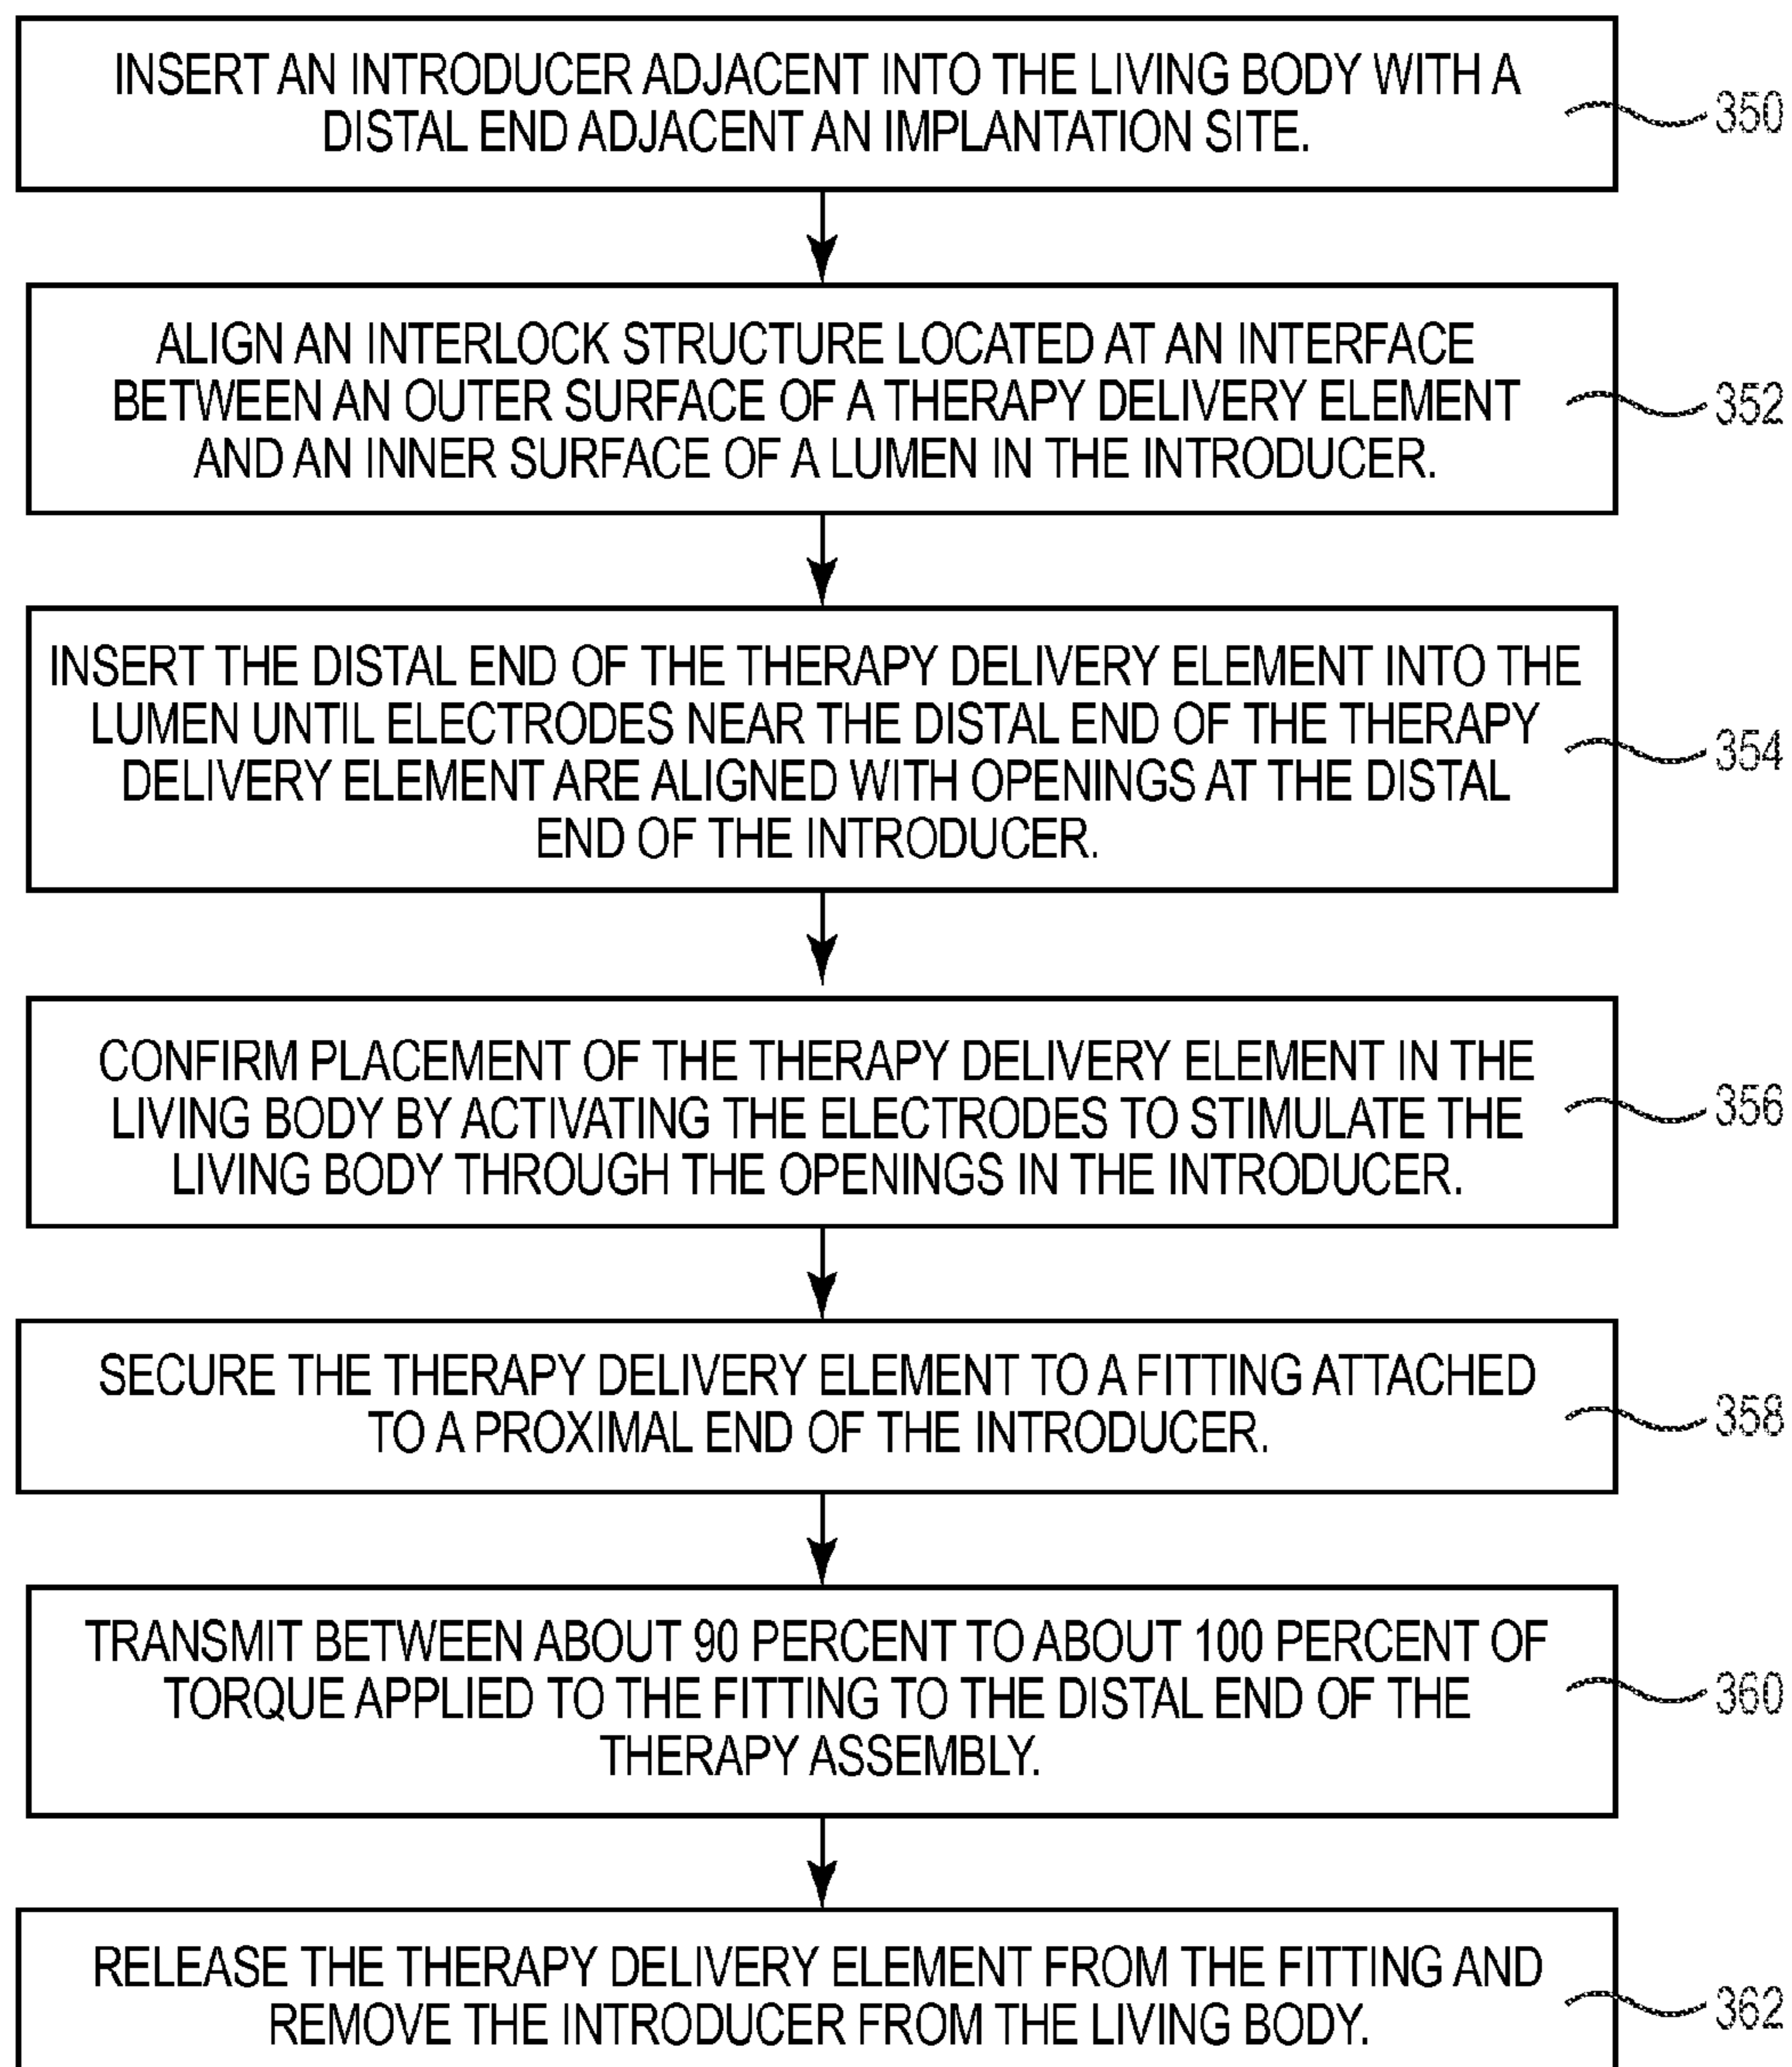 INSERT AN INTRODUCER ADJACENT INTO THE LIVING BODY WITH A
DISTAL END ADJACENT AN IMPLANTATION SITE.
350
ALIGN AN INTERLOCK STRUCTURE LOCATED AT AN INTERFACE
BETWEEN AN OUTER SURFACE OF A THERAPY DELIVERY ELEMENT
AND AN INNER SURFACE OF A LUMEN IN THE INTRODUCER.
352
INSERT THE DISTAL END OF THE THERAPY DELIVERY ELEMENT INTO THE
LUMEN UNTIL ELECTRODES NEAR THE DISTAL END OF THE THERAPY
DELIVERY ELEMENT ARE ALIGNED WITH OPENINGS AT THE DISTAL
END OF THE INTRODUCER.
354
CONFIRM PLACEMENT OF THE THERAPY DELIVERY ELEMENT IN THE
LIVING BODY BY ACTIVATING THE ELECTRODES TO STIMULATE THE
LIVING BODY THROUGH THE OPENINGS IN THE INTRODUCER.
356
SECURE THE THERAPY DELIVERY ELEMENT TO A FITTING ATTACHED
TO A PROXIMAL END OF THE INTRODUCER.
358
TRANSMIT BETWEEN ABOUT 90 PERCENT TO ABOUT 100 PERCENT OF
TORQUE APPLIED TO THE FITTING TO THE DISTAL END OF THE
THERAPY ASSEMBLY.
360
RELEASE THE THERAPY DELIVERY ELEMENT FROM THE FITTING AND
REMOVE THE INTRODUCER FROM THE LIVING BODY.
362